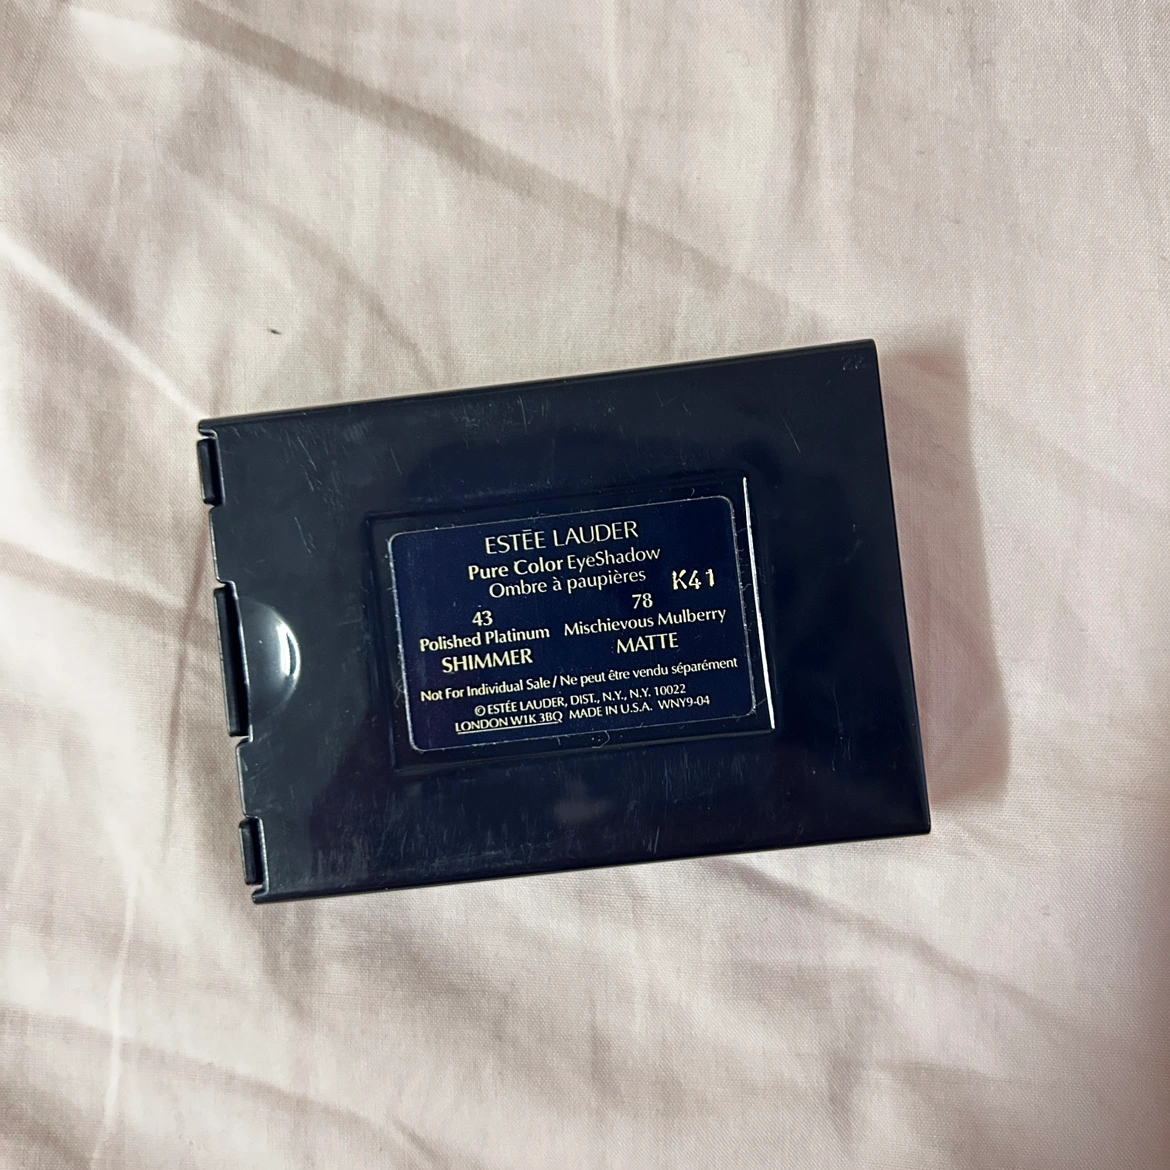 ESTĒE LAUDER
Pure Color EyeShadow
Ombre à paupières
K41
43
Polished Platinum
SHIMMER
78
Mischievous Mulberry
MATTE
Not For Individual Sale / Ne peut être vendu séparément
© ESTĒE LAUDER, DIST., N.Y., N.Y. 10022
LONDON W1K 3BQ MADE IN U.S.A. WNY9-04